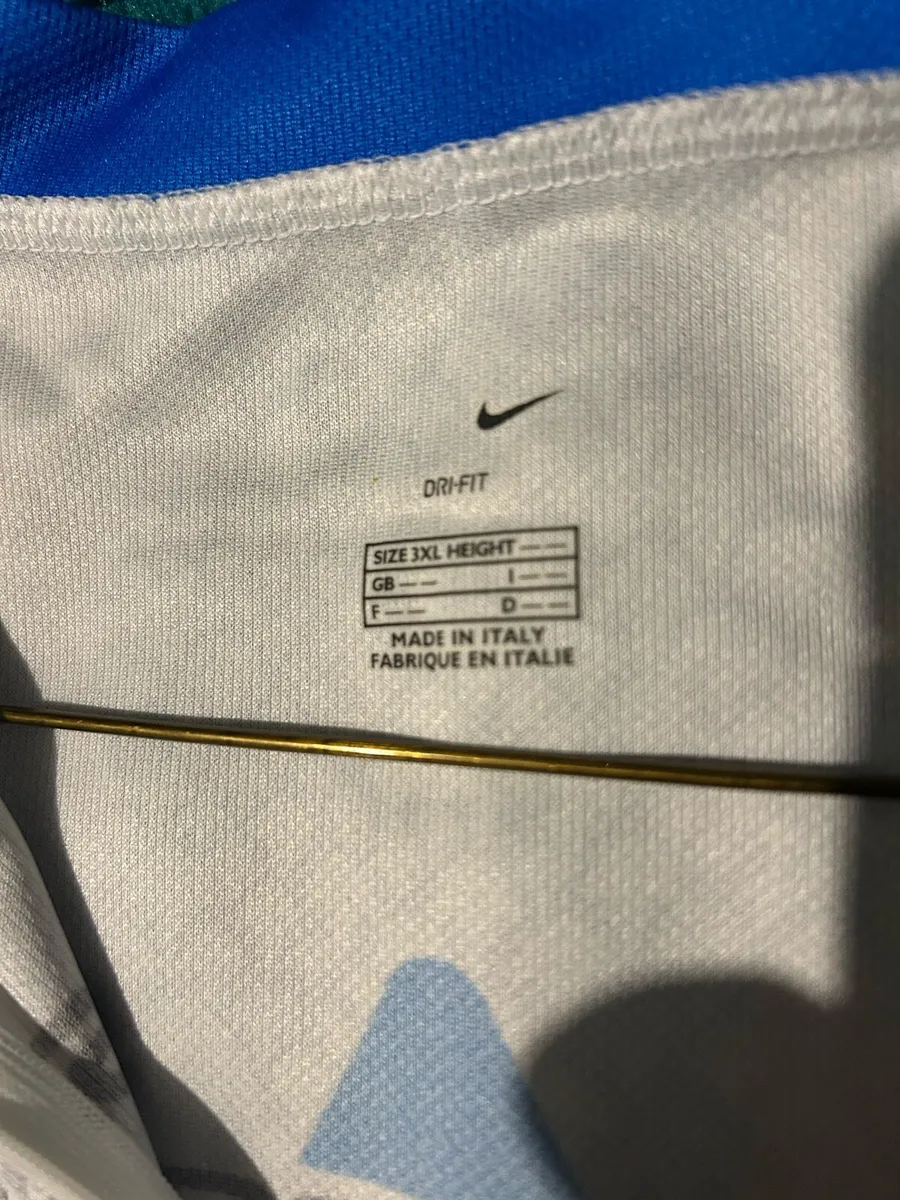 DRI-FIT
SIZE 3XL HEIGHT — —
GB — — I — —
F — — D — —
MADE IN ITALY
FABRIQUE EN ITALIE